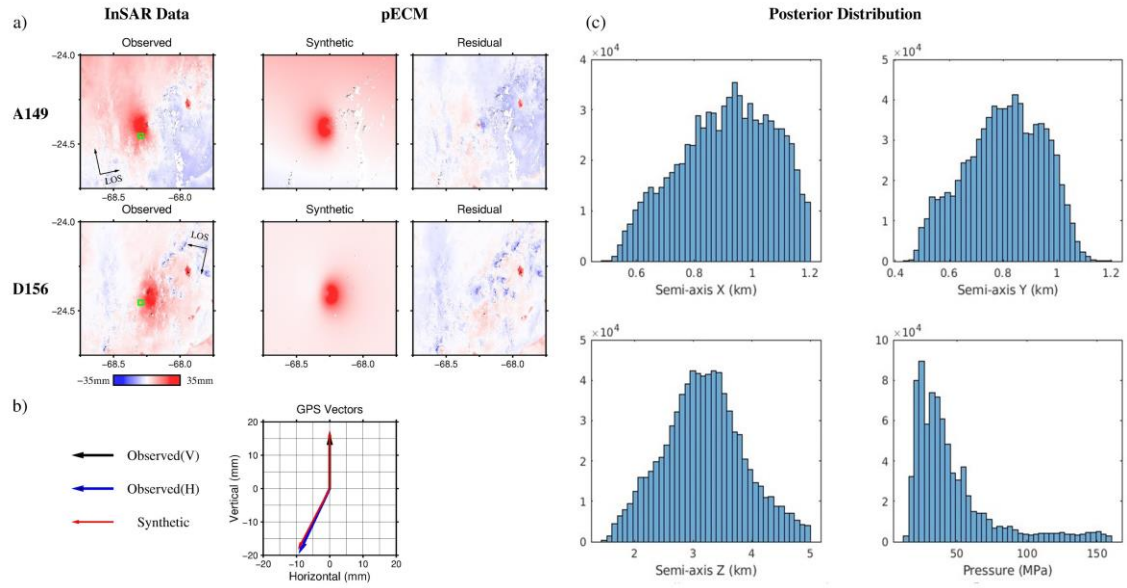 a) InSAR Data pECM (c) Posterior Distribution
Observed Synthetic Residual
A149
−24.0
−24.5
LOS
−68.5 −68.0 −68.5 −68.0 −68.5 −68.0
Observed Synthetic Residual
D156
−24.0
−24.5
LOS
−68.5 −68.0 −68.5 −68.0 −68.5 −68.0
−35mm 35mm
b)
GPS Vectors
Observed(V)
Observed(H)
Synthetic
Vertical (mm)
20
10
0
−10
−20
−20 −10 0 10 20
Horizontal (mm)
×10⁴
4
3
2
1
0
0.6 0.8 1 1.2
Semi-axis X (km)
×10⁴
5
4
3
2
1
0
0.4 0.6 0.8 1 1.2
Semi-axis Y (km)
×10⁴
5
4
3
2
1
0
2 3 4 5
Semi-axis Z (km)
×10⁴
10
8
6
4
2
0
50 100 150
Pressure (MPa)